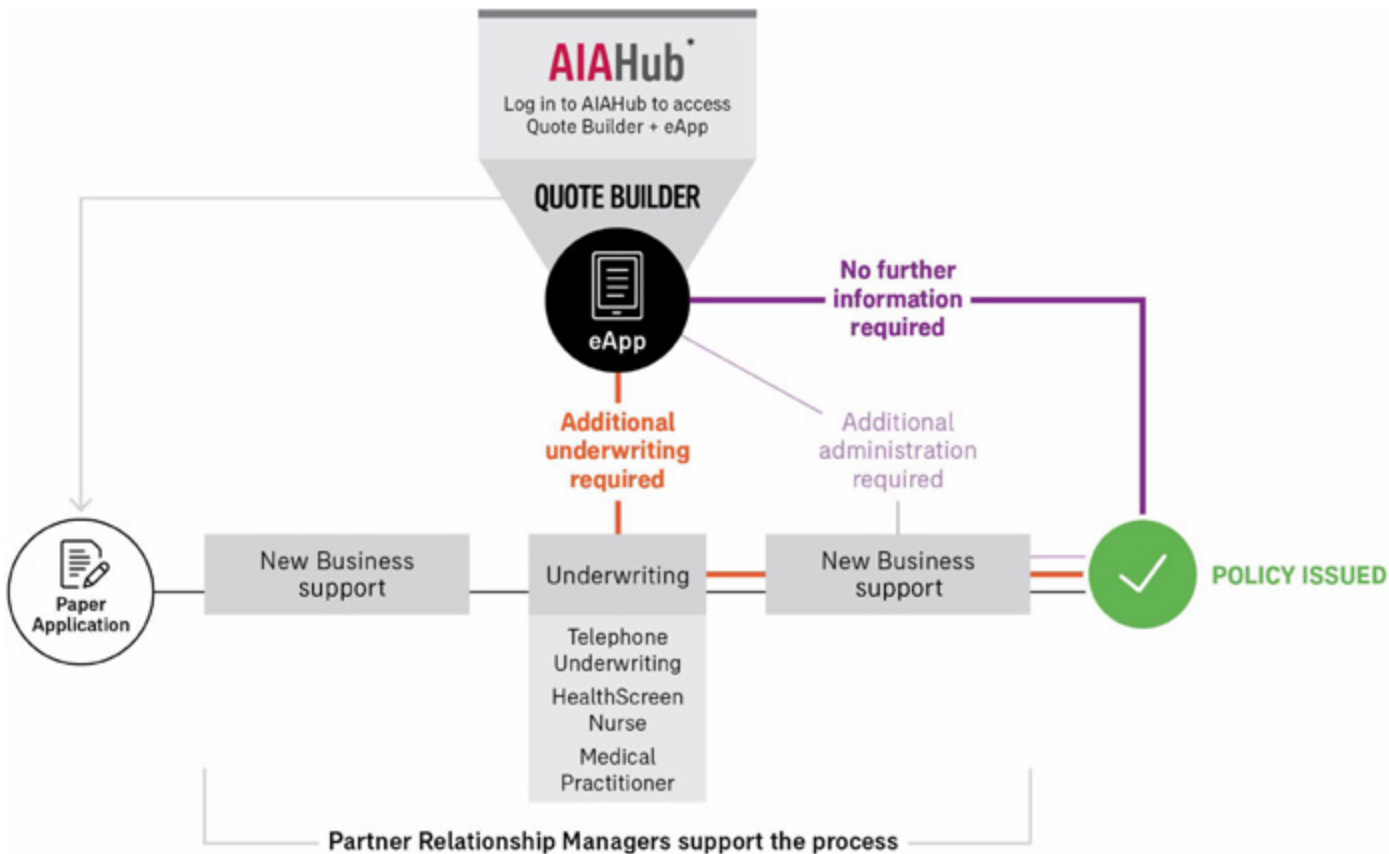 AIAHub*
Log in to AIAHub to access
Quote Builder + eApp
QUOTE BUILDER
eApp
No further
information
required
Additional
underwriting
required
Additional
administration
required
Paper
Application
New Business
support
Underwriting
Telephone
Underwriting
HealthScreen
Nurse
Medical
Practitioner
New Business
support
POLICY ISSUED
Partner Relationship Managers support the process